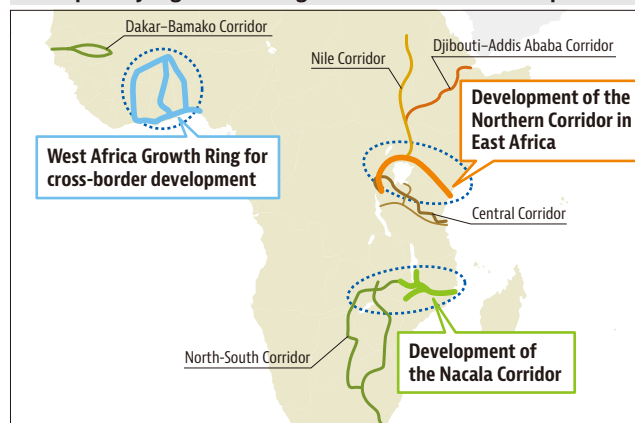 Dakar–Bamako Corridor
Djibouti–Addis Ababa Corridor
Nile Corridor
Development of the
Northern Corridor in
East Africa
West Africa Growth Ring for
cross-border development
Central Corridor
North-South Corridor
Development of
the Nacala Corridor